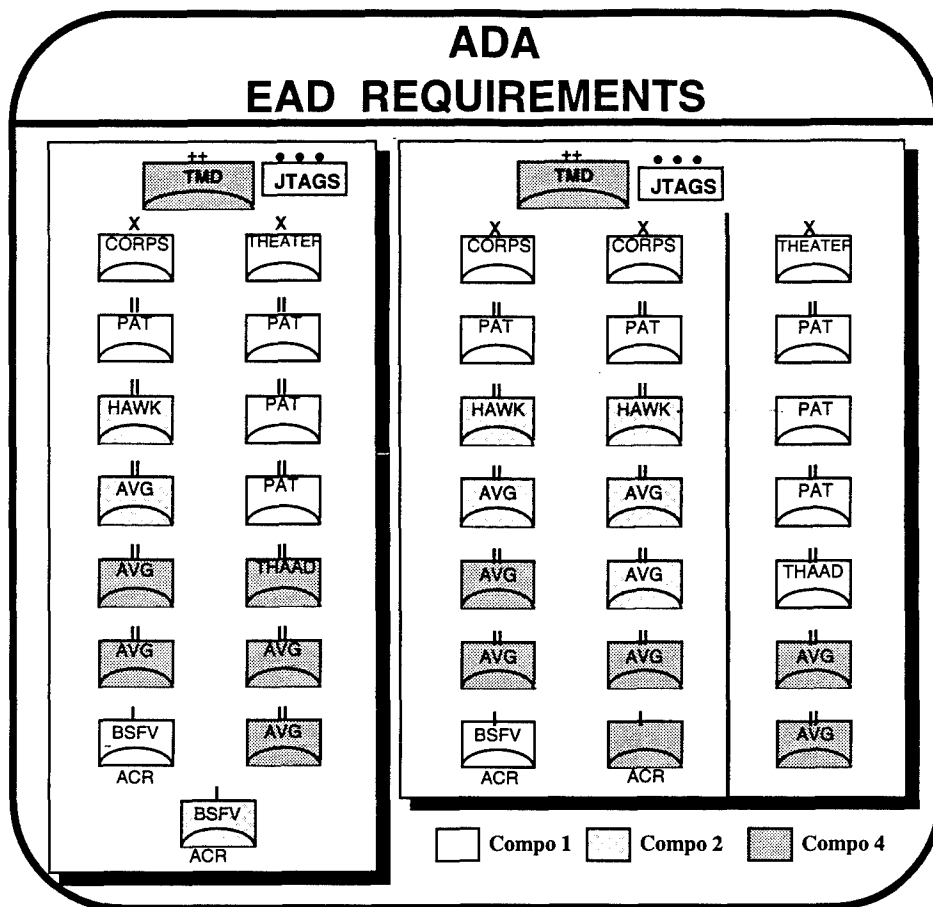 ADA
EAD REQUIREMENTS
++
TMD
JTAGS
X
CORPS
X
THEATER
II
PAT
II
PAT
II
HAWK
II
PAT
II
AVG
II
PAT
II
AVG
II
THAAD
II
AVG
II
AVG
I
BSFV
ACR
II
AVG
I
BSFV
ACR
++
TMD
JTAGS
X
CORPS
X
CORPS
X
THEATER
II
PAT
II
PAT
II
PAT
II
HAWK
II
HAWK
PAT
II
AVG
II
AVG
II
PAT
II
AVG
II
AVG
II
THAAD
II
AVG
II
AVG
II
AVG
I
BSFV
ACR
I
ACR
II
AVG
Compo 1
Compo 2
Compo 4